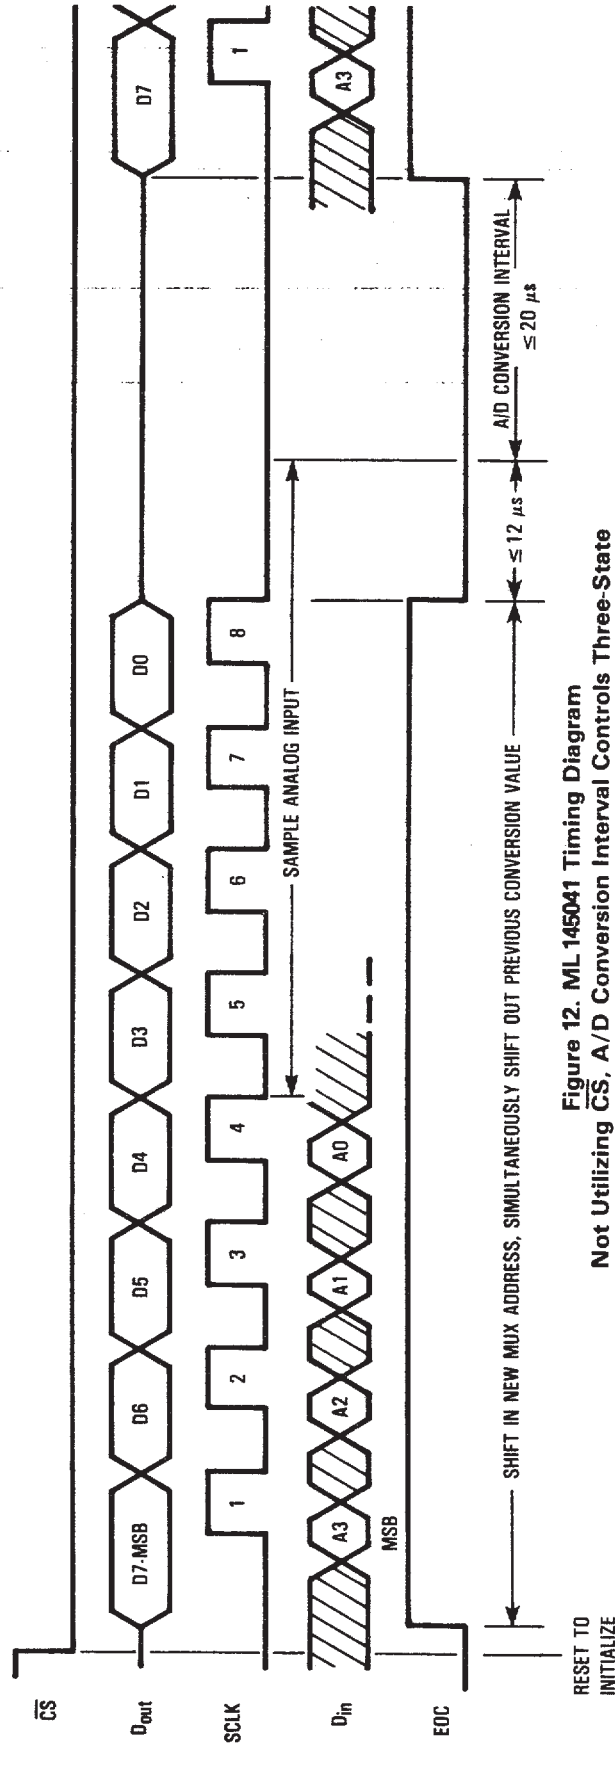 CS
Dout
D7-MSB D6 D5 D4 D3 D2 D1 D0 D7
SCLK
1 2 3 4 5 6 7 8 1
SAMPLE ANALOG INPUT
Din
A3 A2 A1 A0 A3
MSB
EOC
SHIFT IN NEW MUX ADDRESS, SIMULTANEOUSLY SHIFT OUT PREVIOUS CONVERSION VALUE
≤12 μs
A/D CONVERSION INTERVAL
≤20 μs
RESET TO
INITIALIZE
Figure 12. ML145041 Timing Diagram
Not Utilizing CS, A/D Conversion Interval Controls Three-State